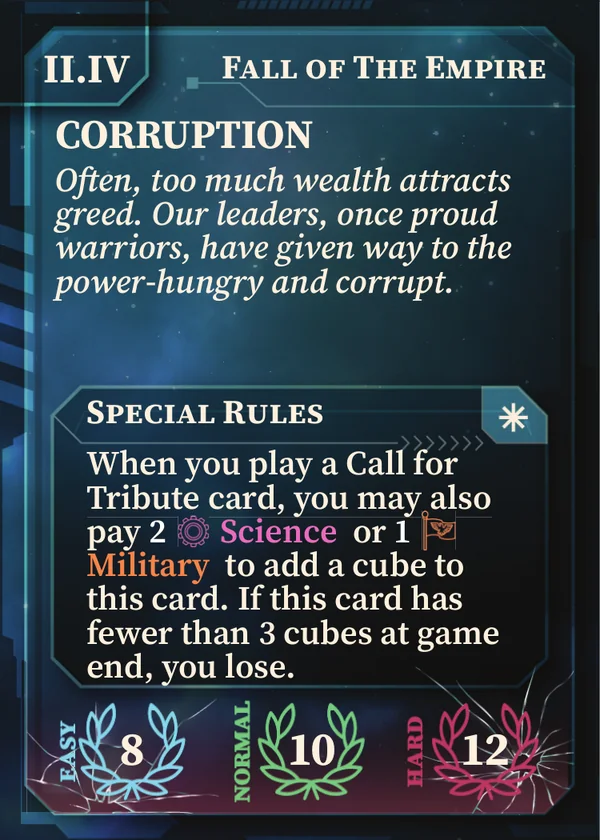 II.IV
FALL OF THE EMPIRE
CORRUPTION
Often, too much wealth attracts
greed. Our leaders, once proud
warriors, have given way to the
power-hungry and corrupt.
SPECIAL RULES
When you play a Call for
Tribute card, you may also
pay 2 Science or 1
Military to add a cube to
this card. If this card has
fewer than 3 cubes at game
end, you lose.
EASY 8
NORMAL 10
HARD 12